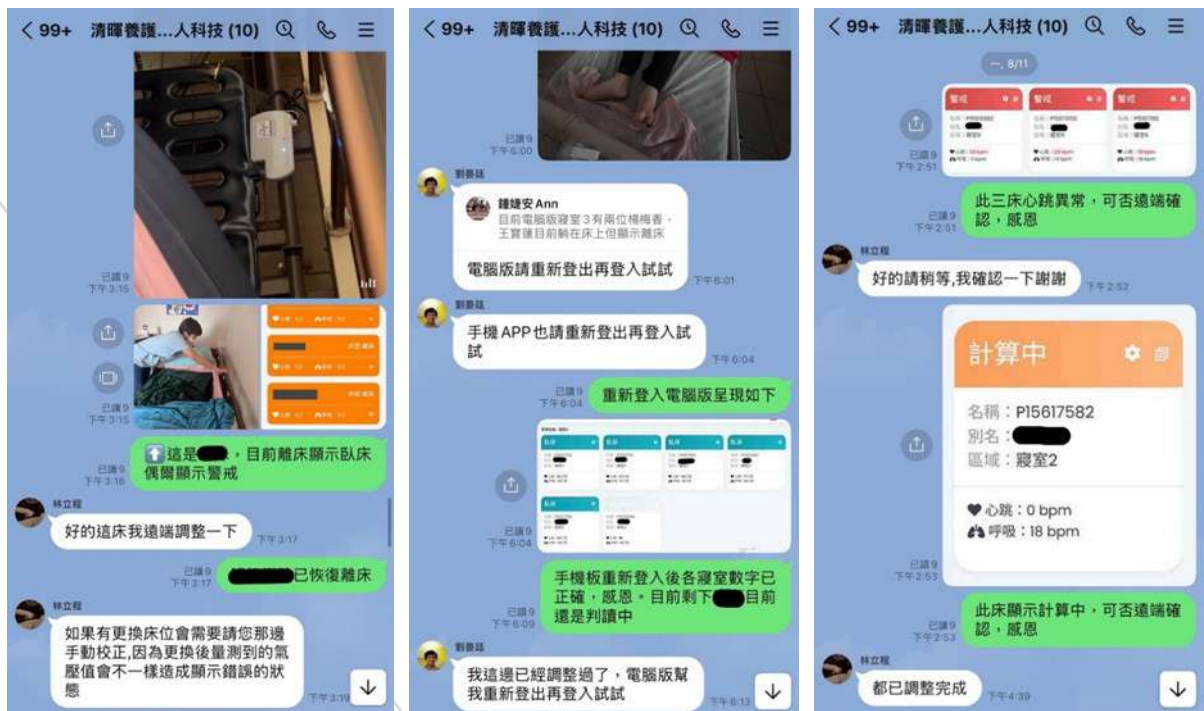 < 99+ 清暉養護...人科技 (10)
已讀 9
下午 3:15
已讀 9
下午 3:15
這是
，目前離床顯示臥床
偶爾顯示警戒
已讀 9
下午 3:16
林立程
好的這床我遠端調整一下
下午 3:17
已恢復離床
已讀 9
下午 3:17
林立程
如果有更換床位會需要請您那邊
手動校正,因為更換後量測到的氣
壓值會不一樣造成顯示錯誤的狀
態
下午 3:19
< 99+ 清暉養護...人科技 (10)
已讀 9
下午 6:00
鍾婕安 Ann
目前電腦版寢室3有兩位楊梅香，
王寶蓮目前躺在床上但顯示離床
電腦版請重新登出再登入試試
下午 6:01
手機 APP 也請重新登出再登入試
試
下午 6:04
重新登入電腦版呈現如下
已讀 9
下午 6:04
已讀 9
下午 6:04
手機板重新登入後各寢室數字已
正確，感恩。目前剩下
目前
還是判讀中
已讀 9
下午 6:09
我這邊已經調整過了，電腦版幫
我重新登出再登入試試
下午 6:13
< 99+ 清暉養護...人科技 (10)
一, 8/11
警戒
警戒
警戒
已讀 9
下午 2:51
此三床心跳異常，可否遠端確
認，感恩
已讀 9
下午 2:51
林立程
好的請稍等,我確認一下謝謝
下午 2:52
計算中
名稱：P15617582
別名：
區域：寢室2
心跳：0 bpm
呼吸：18 bpm
已讀 9
下午 2:53
此床顯示計算中，可否遠端確
認，感恩
已讀 9
下午 2:53
林立程
都已調整完成
下午 4:39